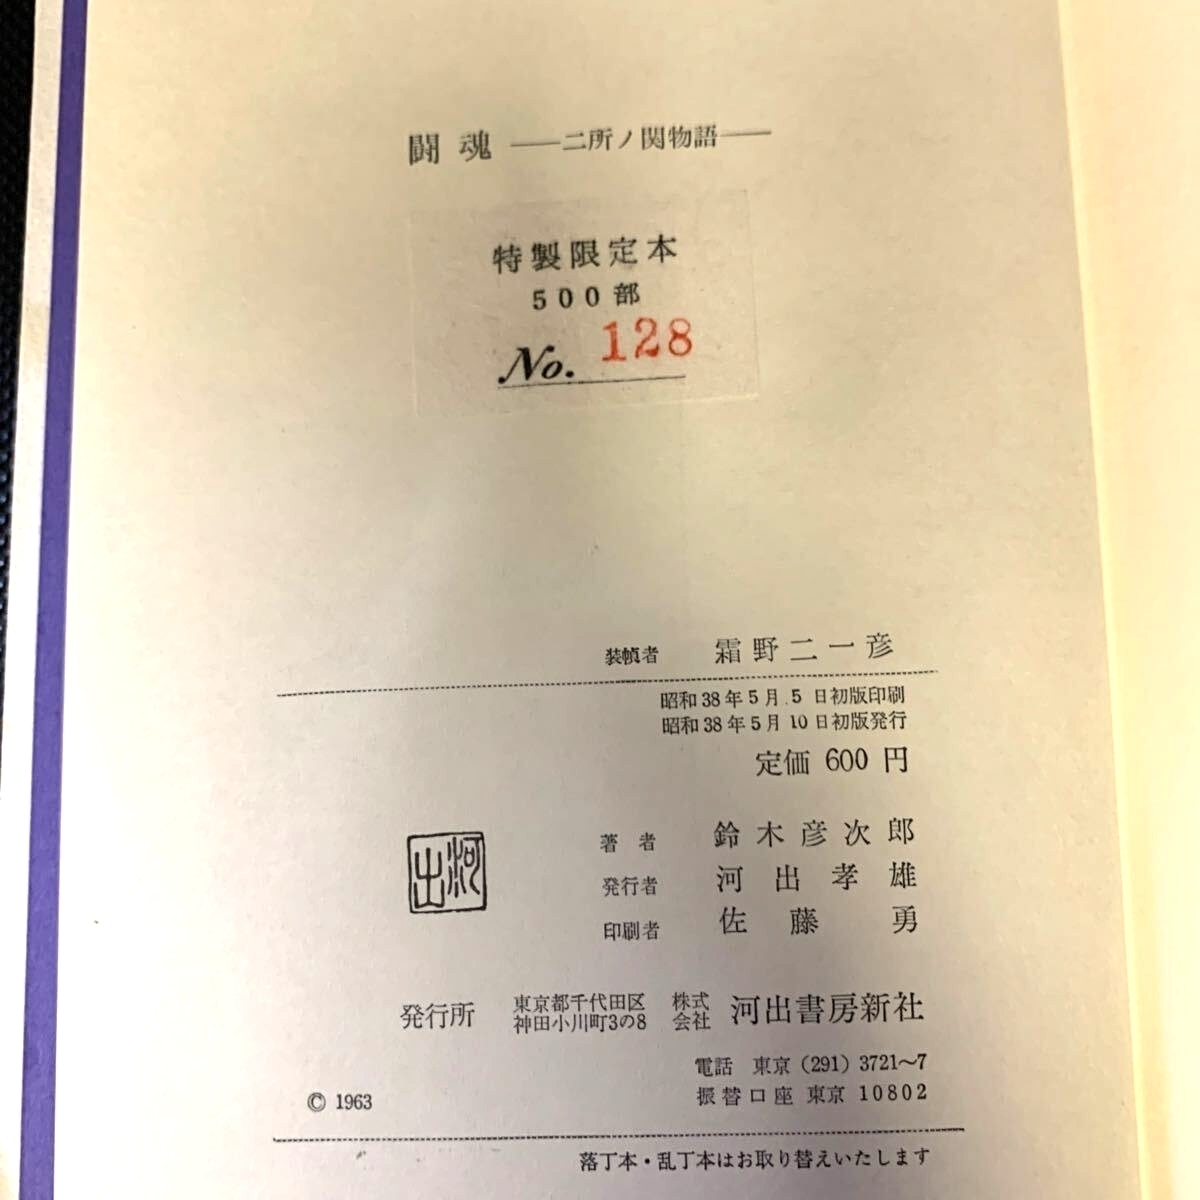 闘魂 ――二所ノ関物語――
特製限定本
500部
No. 128
装幀者 霜野二一彦
昭和38年5月5日初版印刷
昭和38年5月10日初版発行
定価 600 円
著者 鈴木彦次郎
発行者 河出孝雄
印刷者 佐藤勇
河出
発行所 東京都千代田区神田小川町3の8 株式会社 河出書房新社
電話 東京 (291) 3721〜7
振替口座 東京 10802
© 1963
落丁本・乱丁本はお取り替えいたします